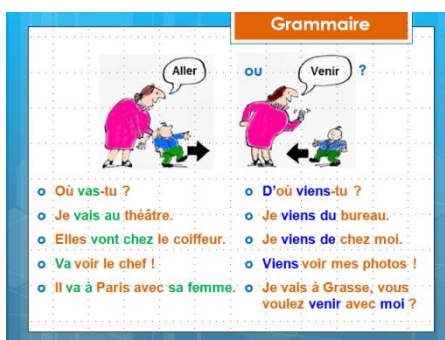 Grammaire
Aller
ou
Venir
?
Où vas-tu ?
Je vais au théâtre.
Elles vont chez le coiffeur.
Va voir le chef !
Il va à Paris avec sa femme.
D'où viens-tu ?
Je viens du bureau.
Je viens de chez moi.
Viens voir mes photos !
Je vais à Grasse, vous
voulez venir avec moi ?